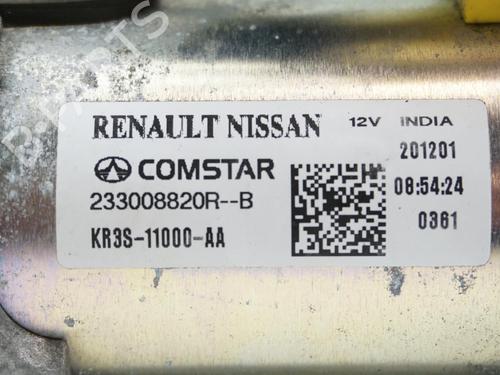 RENAULT NISSAN 12V INDIA
COMSTAR 201201
233008820R--B 08:54:24
KR3S-11000-AA 0361